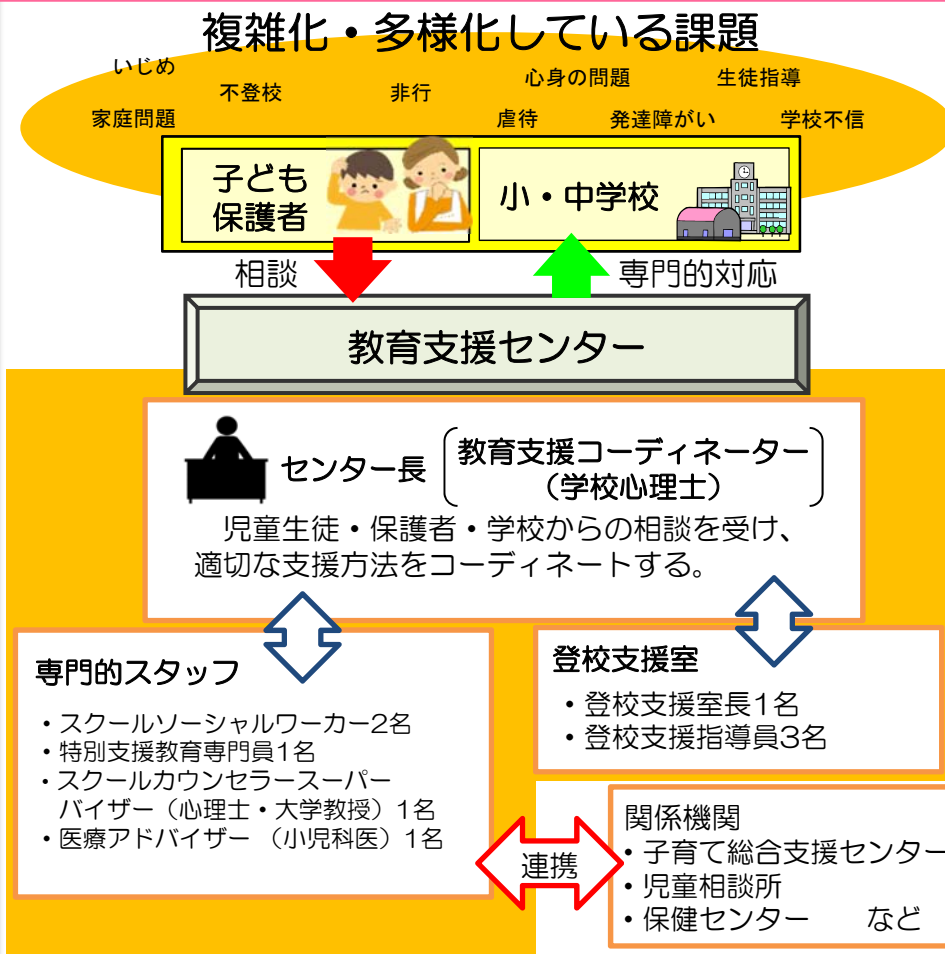 複雑化・多様化している課題
いじめ
不登校
非行
心身の問題
生徒指導
家庭問題
虐待
発達障がい
学校不信
子ども
保護者
小・中学校
相談
専門的対応
教育支援センター
センター長
教育支援コーディネーター
（学校心理士）
児童生徒・保護者・学校からの相談を受け、
適切な支援方法をコーディネートする。
専門的スタッフ
・スクールソーシャルワーカー2名
・特別支援教育専門員1名
・スクールカウンセラースーパー
バイザー（心理士・大学教授）1名
・医療アドバイザー （小児科医）1名
登校支援室
・登校支援室長1名
・登校支援指導員3名
連携
関係機関
・子育て総合支援センター
・児童相談所
・保健センター　　など